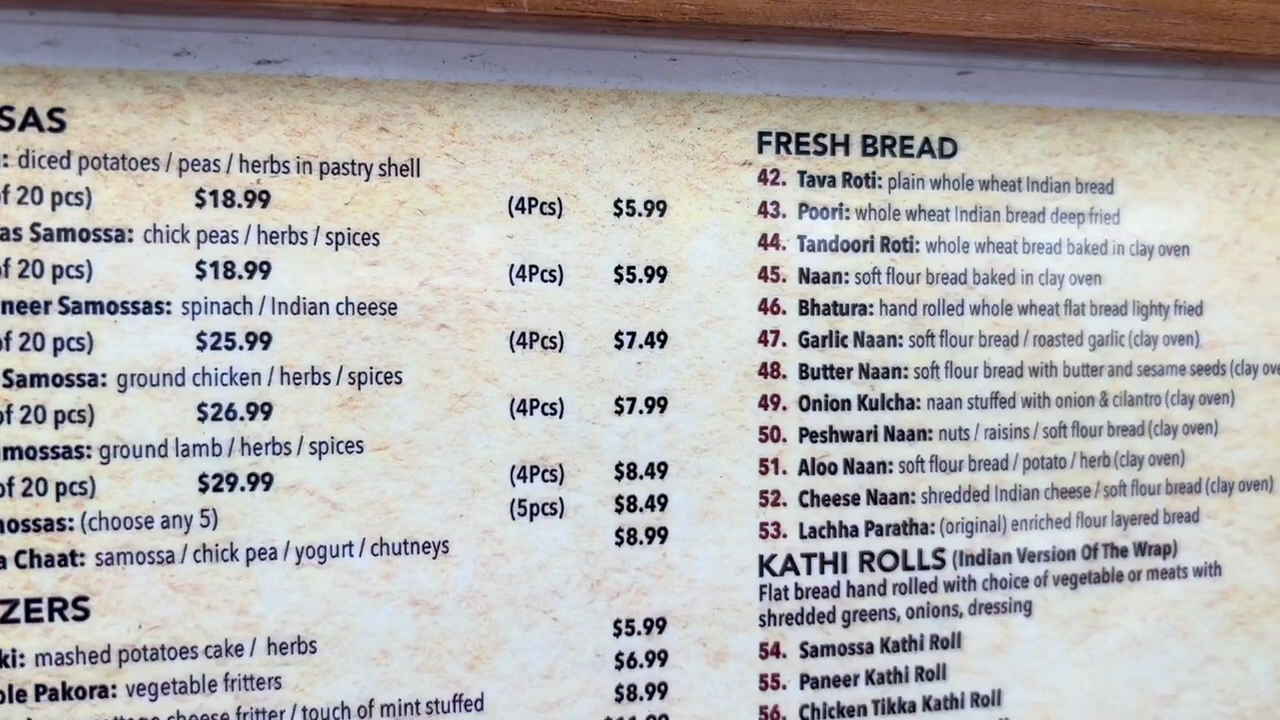 SAS
: diced potatoes / peas / herbs in pastry shell
f 20 pcs) $18.99 (4Pcs) $5.99
as Samossa: chick peas / herbs / spices
f 20 pcs) $18.99 (4Pcs) $5.99
neer Samossas: spinach / Indian cheese
of 20 pcs) $25.99 (4Pcs) $7.49
Samossa: ground chicken / herbs / spices
of 20 pcs) $26.99 (4Pcs) $7.99
mossas: ground lamb / herbs / spices
of 20 pcs) $29.99 (4Pcs) $8.49
nossas: (choose any 5) (5pcs) $8.49
a Chaat: samossa / chick pea / yogurt / chutneys $8.99
ZERS
ki: mashed potatoes cake / herbs $5.99
ble Pakora: vegetable fritters $6.99
cheese fritter / touch of mint stuffed $8.99
FRESH BREAD
42. Tava Roti: plain whole wheat Indian bread
43. Poori: whole wheat Indian bread deep fried
44. Tandoori Roti: whole wheat bread baked in clay oven
45. Naan: soft flour bread baked in clay oven
46. Bhatura: hand rolled whole wheat flat bread lighty fried
47. Garlic Naan: soft flour bread / roasted garlic (clay oven)
48. Butter Naan: soft flour bread with butter and sesame seeds (clay ove
49. Onion Kulcha: naan stuffed with onion & cilantro (clay oven)
50. Peshwari Naan: nuts / raisins / soft flour bread (clay oven)
51. Aloo Naan: soft flour bread / potato / herb (clay oven)
52. Cheese Naan: shredded Indian cheese / soft flour bread (clay oven)
53. Lachha Paratha: (original) enriched flour layered bread
KATHI ROLLS (Indian Version Of The Wrap)
Flat bread hand rolled with choice of vegetable or meats with
shredded greens, onions, dressing
54. Samossa Kathi Roll
55. Paneer Kathi Roll
56. Chicken Tikka Kathi Roll